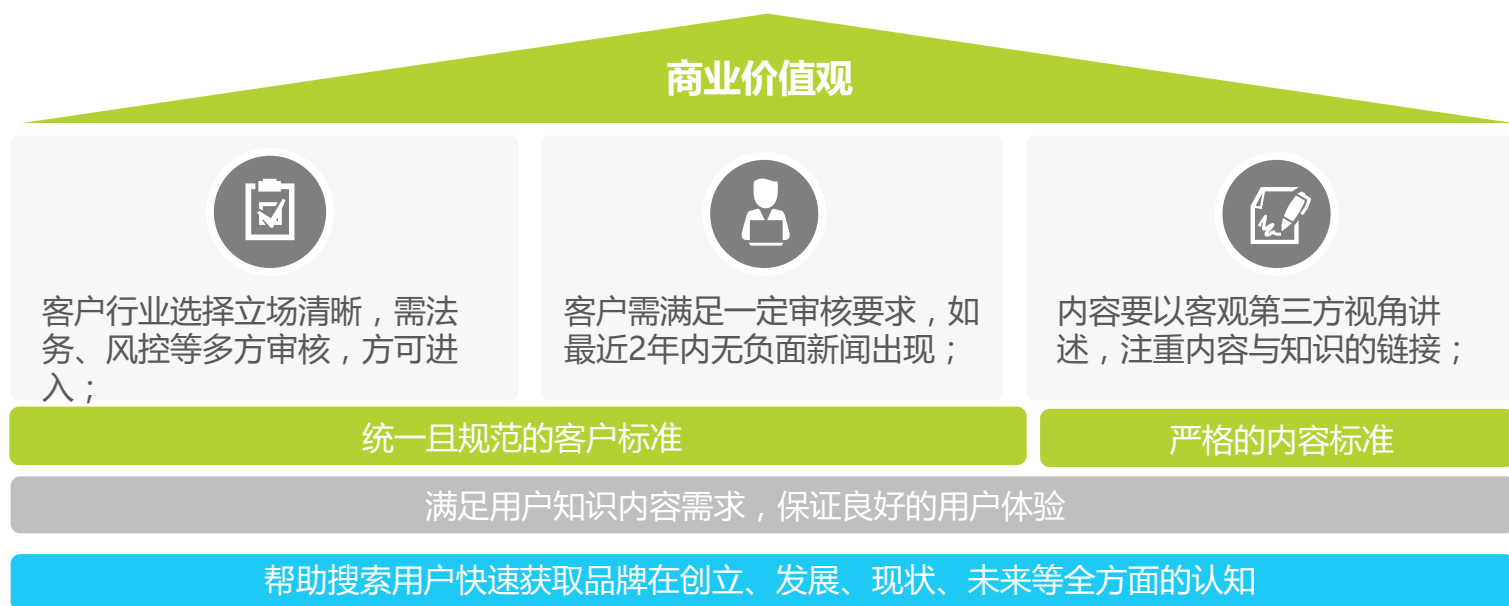 商业价值观
客户行业选择立场清晰，需法
务、风控等多方审核，方可进
入；
客户需满足一定审核要求，如
最近2年内无负面新闻出现；
内容要以客观第三方视角讲
述，注重内容与知识的链接；
统一且规范的客户标准
严格的内容标准
满足用户知识内容需求，保证良好的用户体验
帮助搜索用户快速获取品牌在创立、发展、现状、未来等全方面的认知